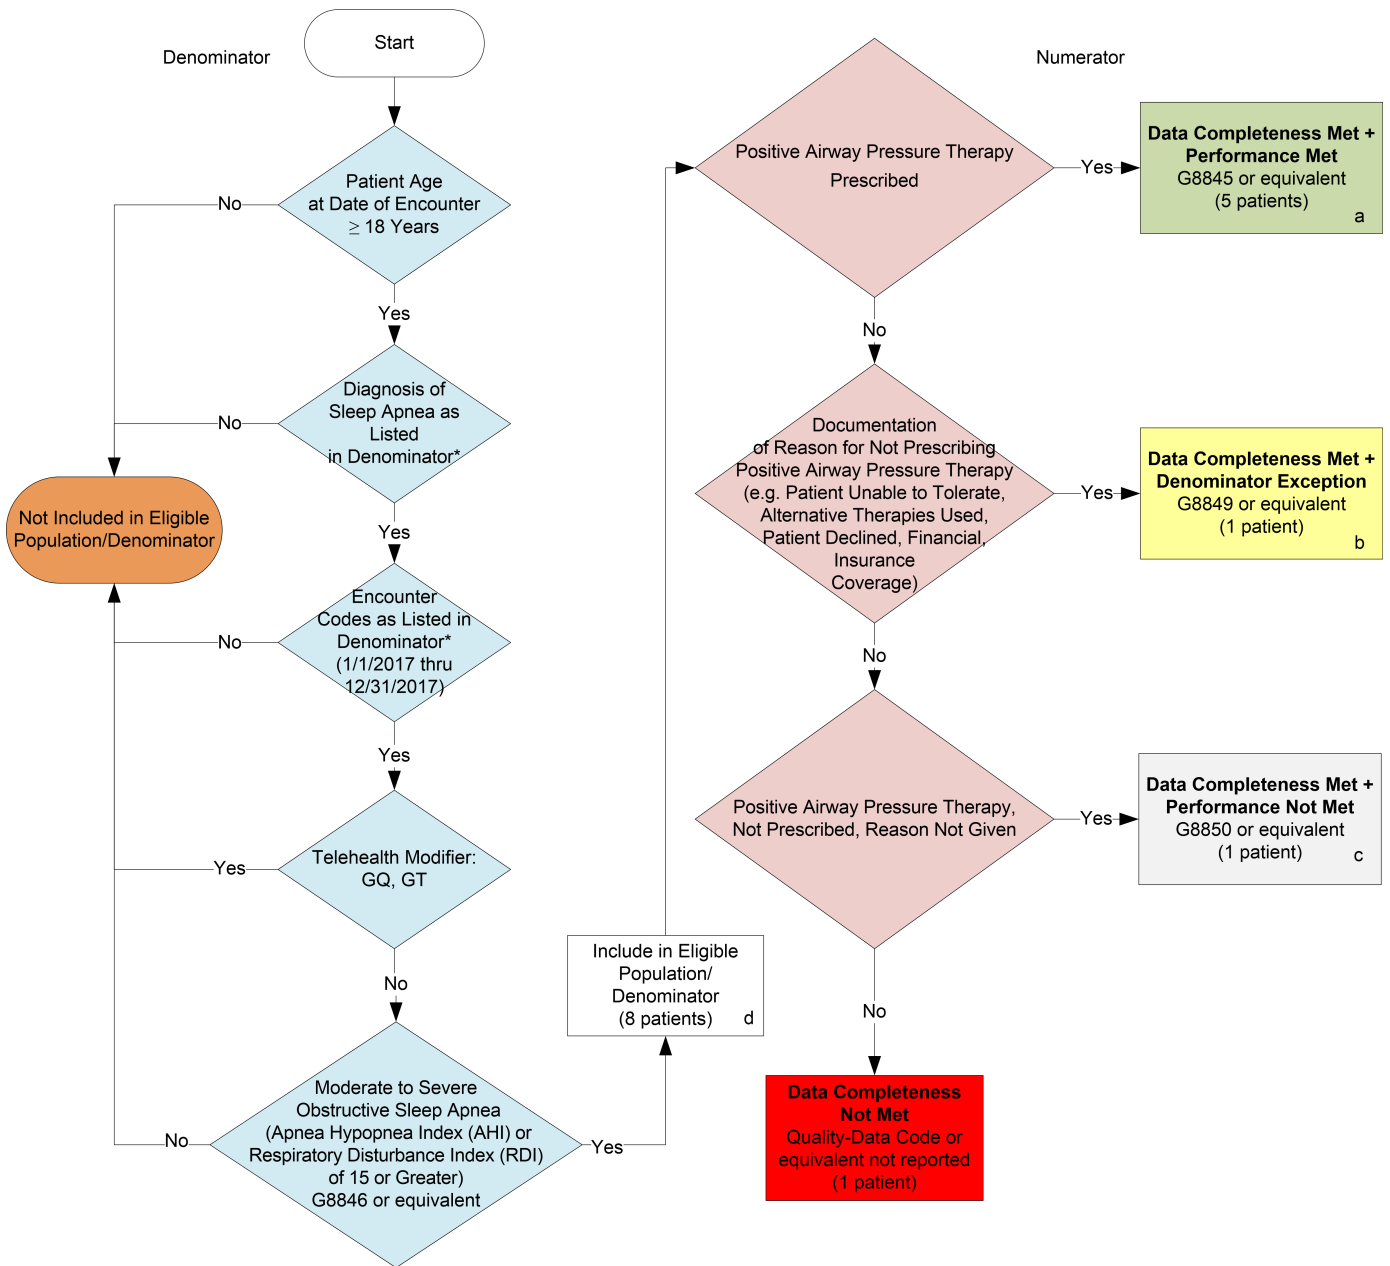 Denominator
Start
Patient Age
at Date of Encounter
≥ 18 Years
No
Yes
Diagnosis of
Sleep Apnea as
Listed
in Denominator*
No
Yes
Not Included in Eligible
Population/Denominator
Encounter
Codes as Listed in
Denominator*
(1/1/2017 thru
12/31/2017)
No
Yes
Telehealth Modifier:
GQ, GT
Yes
No
Moderate to Severe
Obstructive Sleep Apnea
(Apnea Hypopnea Index (AHI) or
Respiratory Disturbance Index (RDI)
of 15 or Greater)
G8846 or equivalent
No
Yes
Include in Eligible
Population/
Denominator
(8 patients)
d
Numerator
Positive Airway Pressure Therapy
Prescribed
Yes
Data Completeness Met +
Performance Met
G8845 or equivalent
(5 patients)
a
No
Documentation
of Reason for Not Prescribing
Positive Airway Pressure Therapy
(e.g. Patient Unable to Tolerate,
Alternative Therapies Used,
Patient Declined, Financial,
Insurance
Coverage)
Yes
Data Completeness Met +
Denominator Exception
G8849 or equivalent
(1 patient)
b
No
Positive Airway Pressure Therapy,
Not Prescribed, Reason Not Given
Yes
Data Completeness Met +
Performance Not Met
G8850 or equivalent
(1 patient)
c
No
Data Completeness
Not Met
Quality-Data Code or
equivalent not reported
(1 patient)